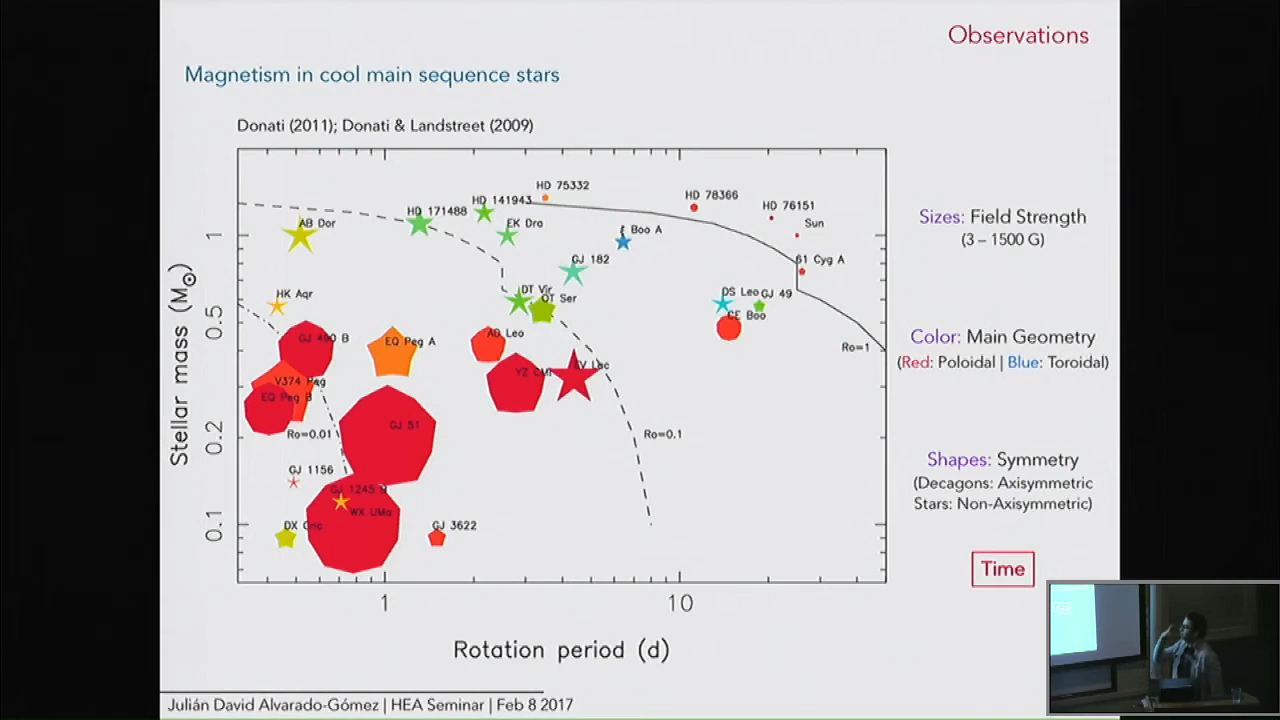 Observations
Magnetism in cool main sequence stars
Donati (2011); Donati & Landstreet (2009)
HD 75332
HD 78366
HD 141943
HD 76151
HD 171488
AB Dor
EK Dra
ξ Boo A
Sun
GJ 182
61 Cyg A
HK Aqr
DT Vir
OT Ser
DS Leo
GJ 49
CE Boo
GJ 490 B
EQ Peg A
AD Leo
Ro=1
V374 Peg
YZ CMi
EV Lac
EQ Peg B
GJ 51
Ro=0.01
Ro=0.1
GJ 1156
GJ 1245 B
WX UMa
DX Cnc
GJ 3622
1
0.5
0.2
0.1
Stellar mass (M⊙)
1
10
Rotation period (d)
Sizes: Field Strength
(3 – 1500 G)
Color: Main Geometry
(Red: Poloidal | Blue: Toroidal)
Shapes: Symmetry
(Decagons: Axisymmetric
Stars: Non-Axisymmetric)
Time
Julián David Alvarado-Gómez | HEA Seminar | Feb 8 2017